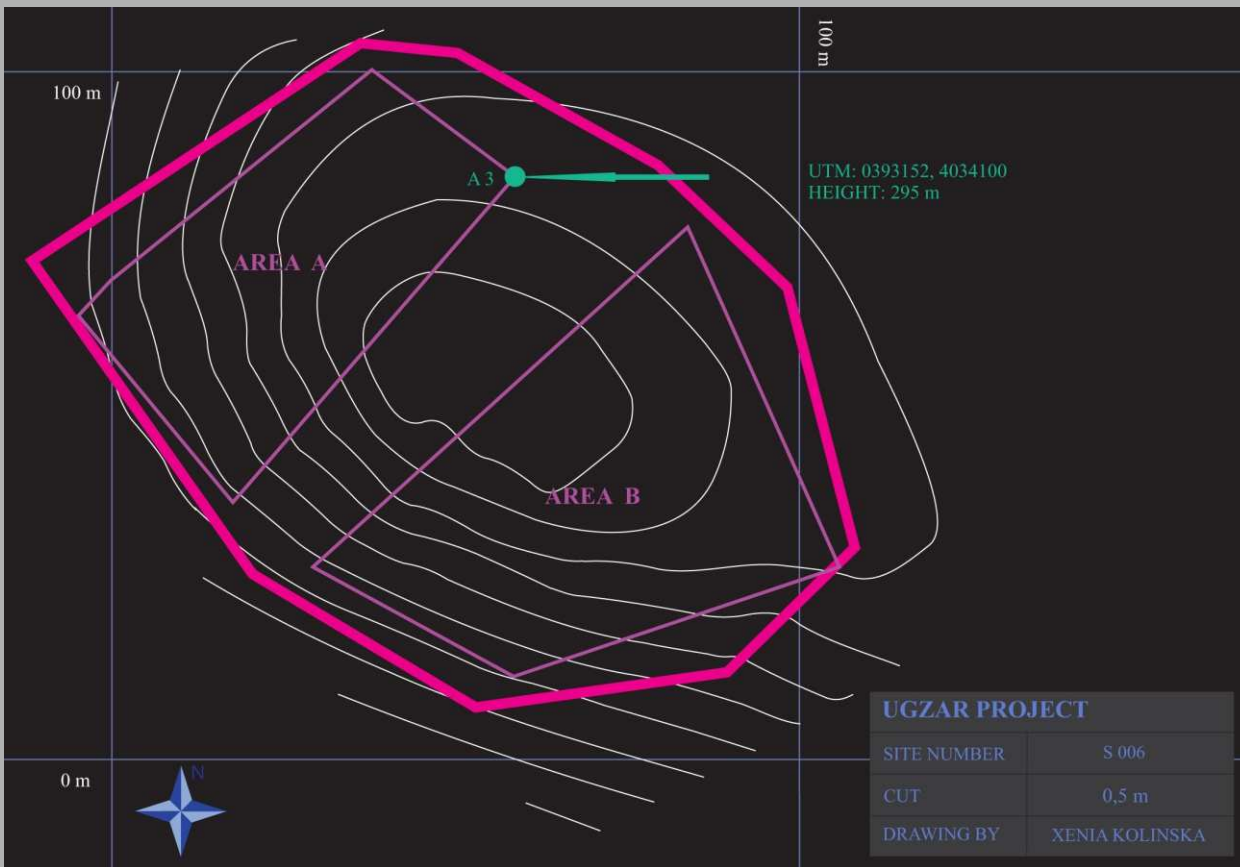 100 m
100 m
A 3
UTM: 0393152, 4034100
HEIGHT: 295 m
AREA A
AREA B
0 m
N
UGZAR PROJECT
SITE NUMBER S 006
CUT 0,5 m
DRAWING BY XENIA KOLINSKA